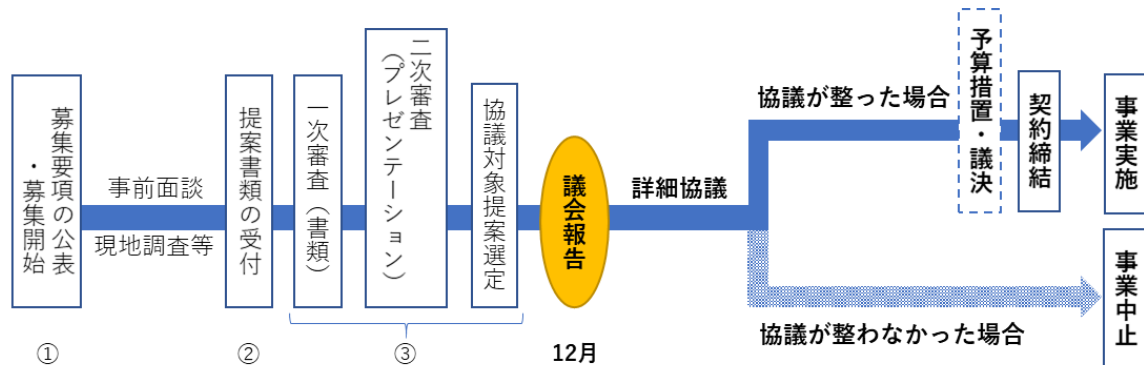 募集要項の公表
・募集開始
事前面談
現地調査等
提案書類の受付
一次審査（書類）
二次審査
（プレゼンテーション）
協議対象提案選定
議会報告
詳細協議
協議が整った場合
予算措置・議決
契約締結
事業実施
協議が整わなかった場合
事業中止
①
②
③
12月